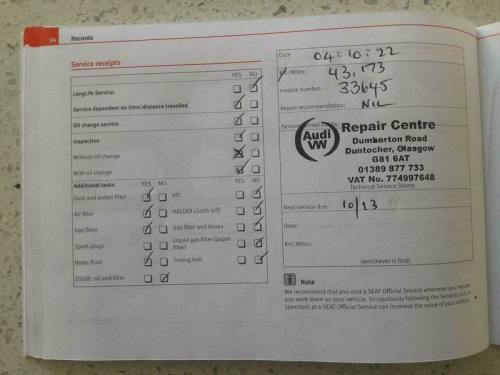 34
Records
Service receipts
YES NO
LongLife Service:
Service dependent on time/distance travelled
Oil change service
Inspection
Without oil change
With oil change
Additional tasks YES NO
Dust and pollen filter
Air filter
Fuel filter
Spark plugs
Brake fluid
DSG®: oil and filter
YES NO
ATF
HALDEX clutch (oil)
Gas filter and hoses
Liquid gas filter (paper
filter)
Timing belt
Date 04:10:22
/Miles: 43,173
Invoice number: 33645
Repair recommendation: NIL
Audi
VW
Repair Centre
Dumbarton Road
Duntocher, Glasgow
G81 6AT
01389 877 733
VAT No. 774997648
Technical Service Stamp
Next service due: 10/23
Date:
Km/Miles:
(whichever is first)
i Note
We recommend that you visit a SEAT Official Service whenever you require
any work done on your vehicle. Scrupulously following the Services
spection) at a SEAT Official Service can increase the value of your vehicle.